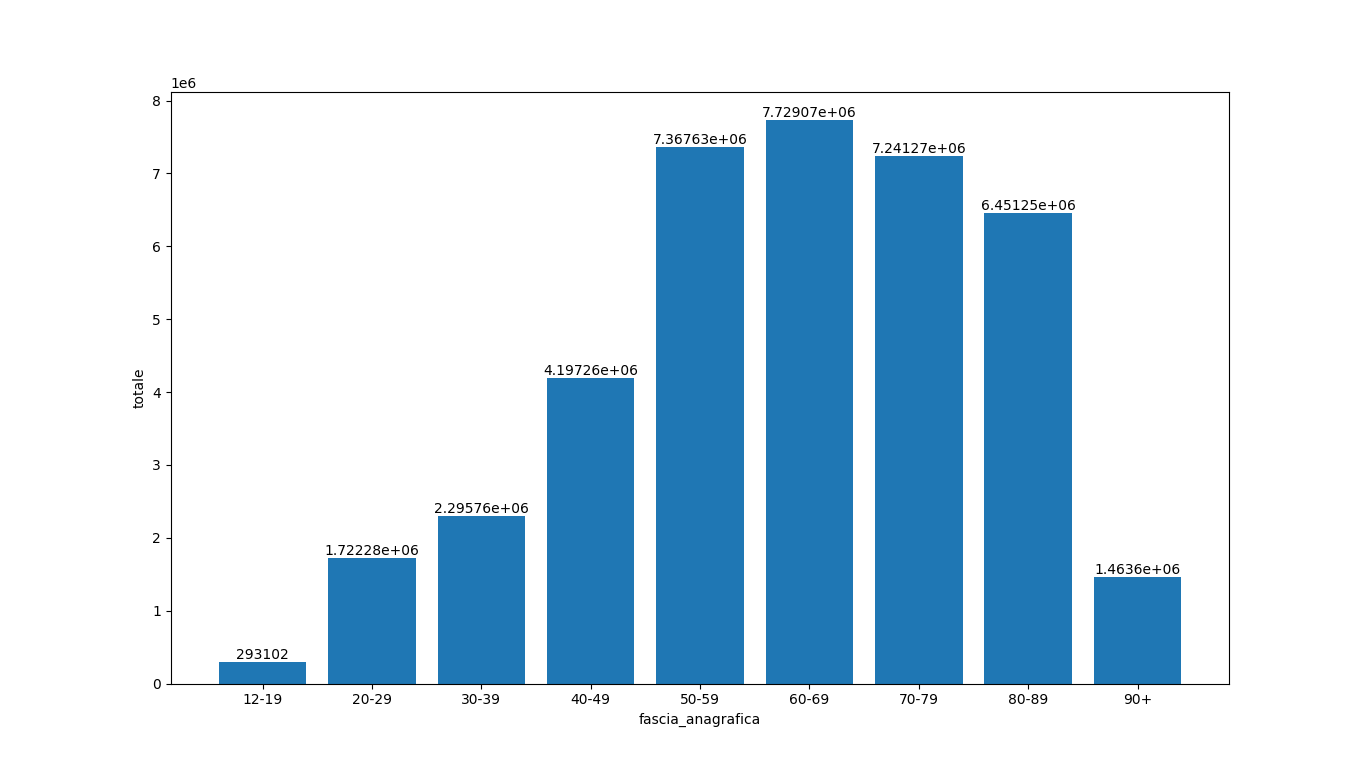 1e6
8
7.72907e+06
7.36763e+06
7.24127e+06
7
6.45125e+06
6
5
4.19726e+06
4
totale
3
2.29576e+06
2
1.72228e+06
1.4636e+06
1
293102
0
12-19 20-29 30-39 40-49 50-59 60-69 70-79 80-89 90+
fascia_anagrafica